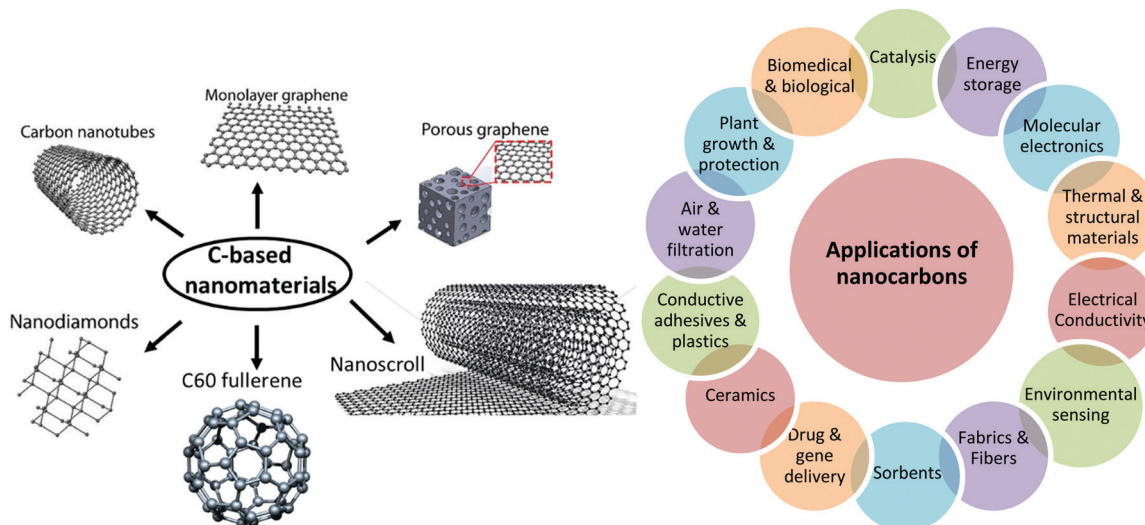 Monolayer graphene
Carbon nanotubes
Porous graphene
C-based
nanomaterials
Nanodiamonds
C60 fullerene
Nanoscroll
Applications of
nanocarbons
Catalysis
Energy
storage
Molecular
electronics
Thermal &
structural
materials
Electrical
Conductivity
Environmental
sensing
Fabrics &
Fibers
Sorbents
Drug &
gene
delivery
Ceramics
Conductive
adhesives &
plastics
Air &
water
filtration
Plant
growth &
protection
Biomedical
& biological